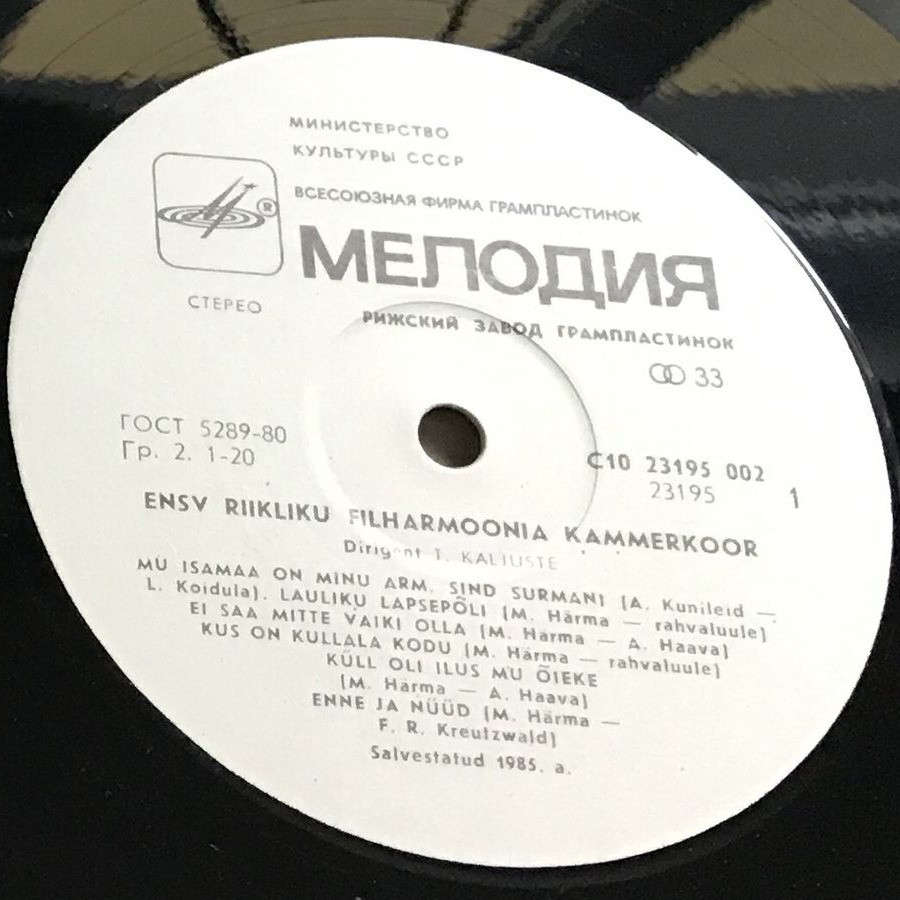 МИНИСТЕРСТВО
КУЛЬТУРЫ СССР
ВСЕСОЮЗНАЯ ФИРМА ГРАМПЛАСТИНОК
®
МЕЛОДИЯ
СТЕРЕО
РИЖСКИЙ ЗАВОД ГРАМПЛАСТИНОК
33
ГОСТ 5289-80
Гр. 2. 1-20
С10 23195 002
23195
1
ENSV RIIKLIKU FILHARMOONIA KAMMERKOOR
Dirigent T. KALJUSTE
MU ISAMAA ON MINU ARM. SIND SURMANI (A. Kunileid —
L. Koidula). LAULIKU LAPSEPÕLI (M. Härma — rahvaluule)
EI SAA MITTE VAIKI OLLA (M. Härma — A. Haava)
KUS ON KULLALA KODU (M. Härma — rahvaluule)
KÜLL OLI ILUS MU ÕIEKE
(M. Härma — A. Haava)
ENNE JA NÜÜD (M. Härma —
F. R. Kreutzwald)
Salvestatud 1985. a.